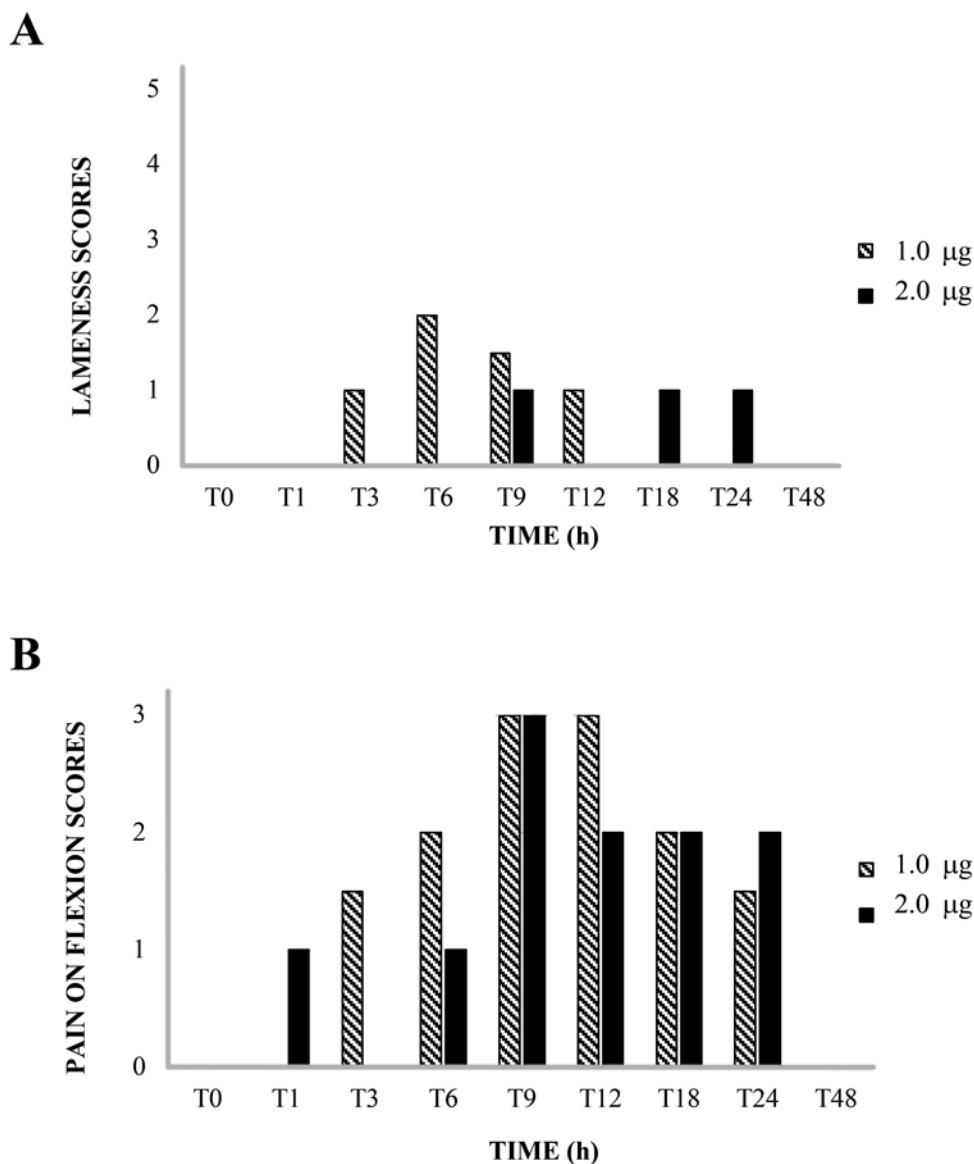 A
LAMENESS SCORES
5
4
3
2
1
0
T0 T1 T3 T6 T9 T12 T18 T24 T48
TIME (h)
1.0 µg
2.0 µg
B
PAIN ON FLEXION SCORES
3
2
1
0
T0 T1 T3 T6 T9 T12 T18 T24 T48
TIME (h)
1.0 µg
2.0 µg